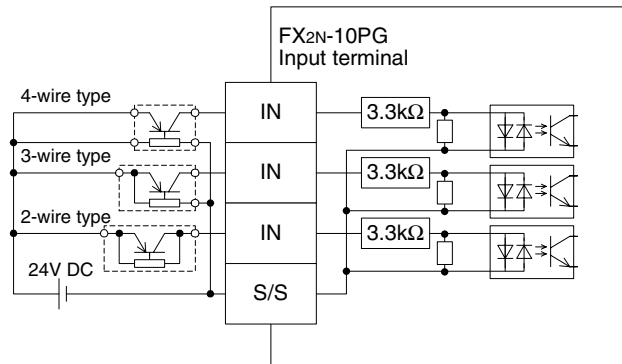 FX2N-10PG
Input terminal
4-wire type
IN
3.3kΩ
3-wire type
IN
3.3kΩ
2-wire type
IN
3.3kΩ
24V DC
S/S